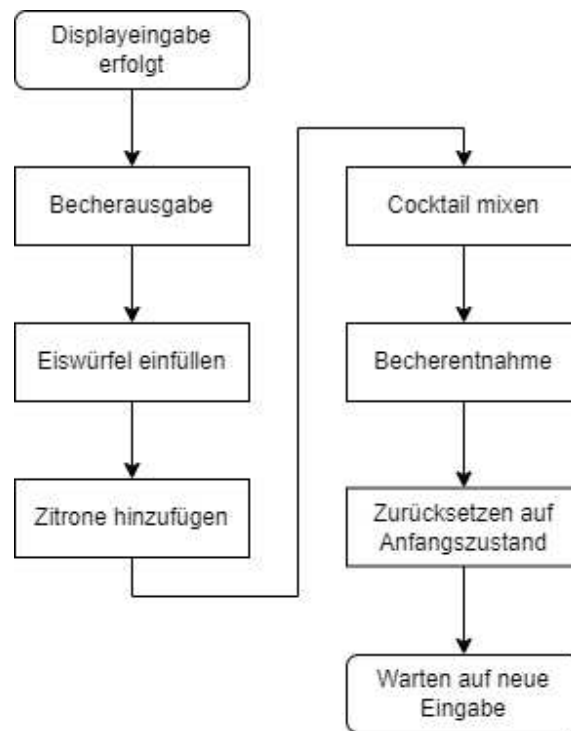 Displayeingabe
erfolgt
Becherausgabe
Eiswürfel einfüllen
Zitrone hinzufügen
Cocktail mixen
Becherentnahme
Zurücksetzen auf
Anfangszustand
Warten auf neue
Eingabe